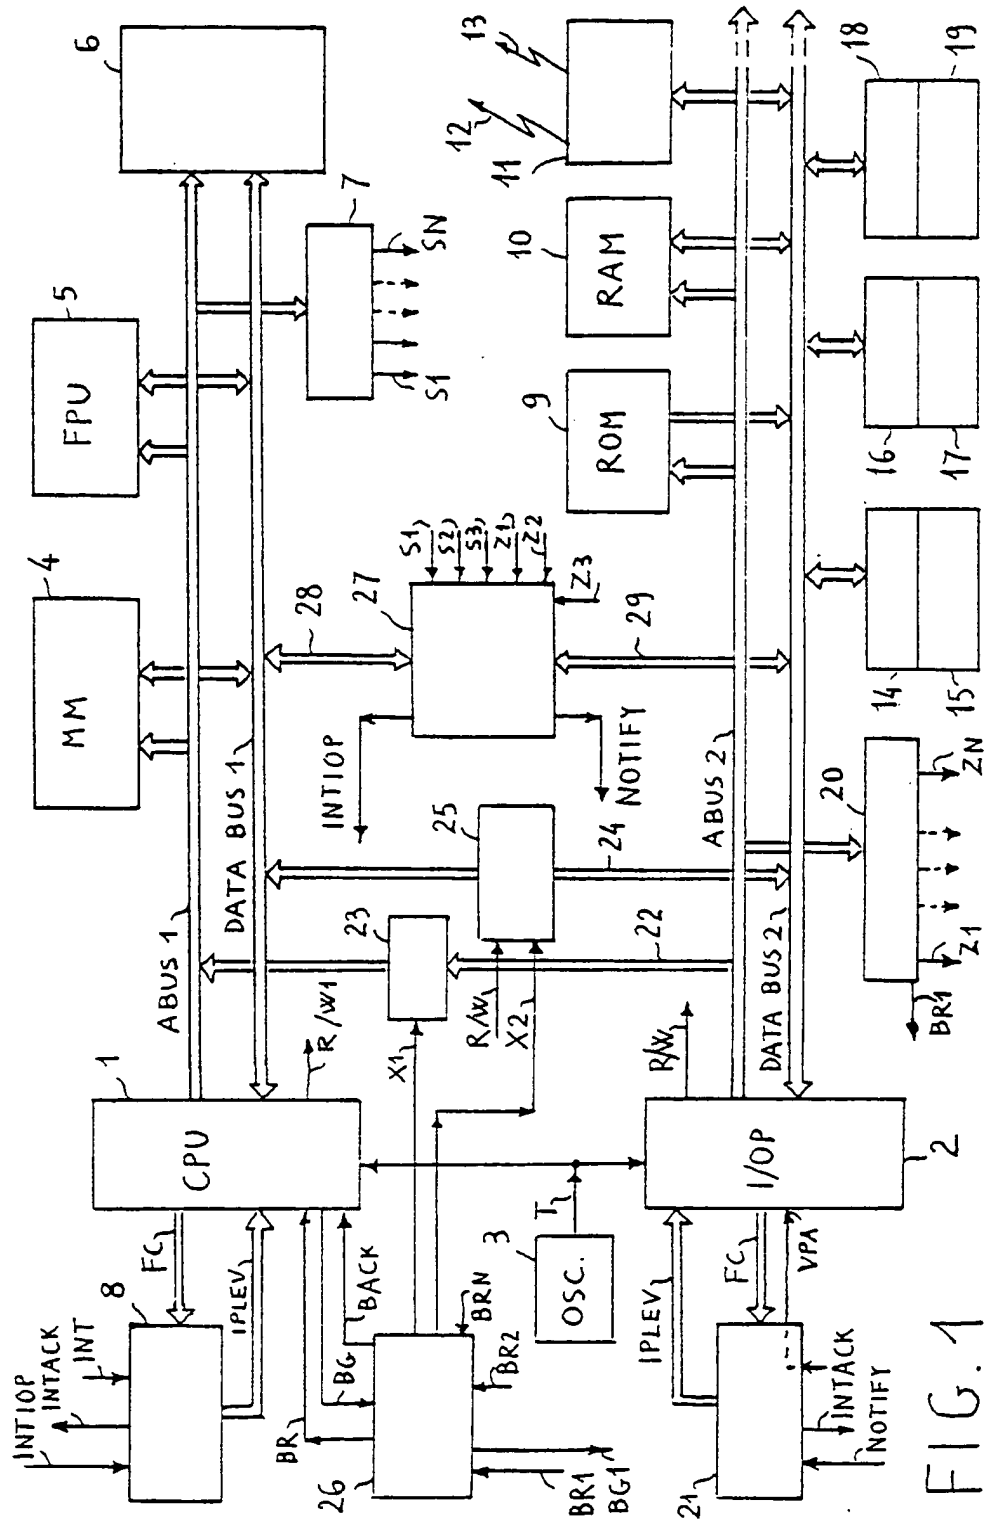 6
5
FPU
4
MM
7
SN
S1
ABUS 1
DATA BUS 1
1
CPU
R/W1
FC
IPLEV
8
INT
INTACK
INTIOP
BR
BG
BACK
26
BR1
BG1
BR2
BRN
X1
23
22
R/W
X2
25
24
INTIOP
NOTIFY
28
27
29
S1
S2
S3
Z1
Z2
Z3
13
12
11
10
RAM
9
ROM
ABUS 2
DATA BUS 2
R/W
18
19
16
17
14
15
20
ZN
Z1
BR1
I/OP
2
T
3
OSC.
IPLEV
FC
VPA
21
INTACK
NOTIFY
FIG. 1